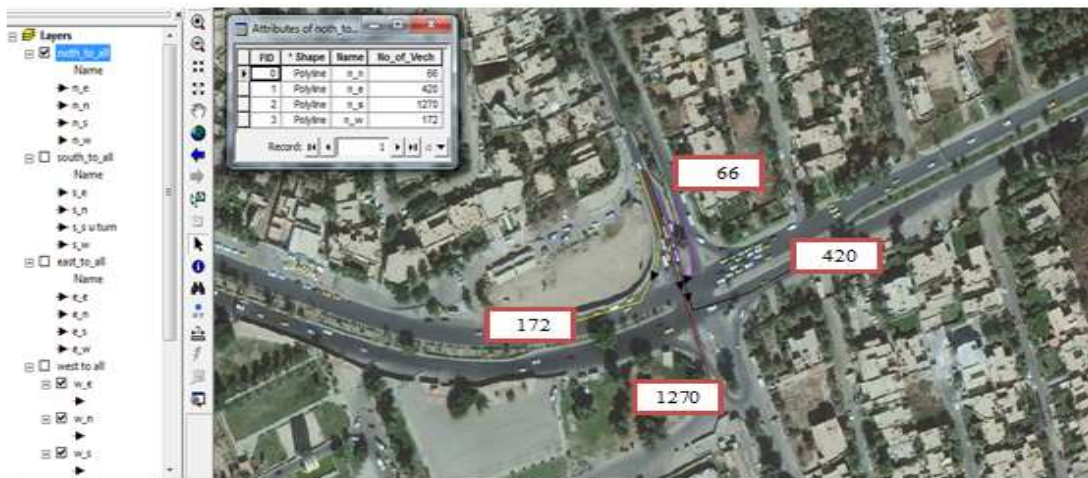 Layers
noth_to_all
Name
n_e
n_n
n_s
n_w
south_to_all
Name
s_e
s_n
s_s u turn
s_w
east_to_all
Name
e_e
e_n
e_s
e_w
west to all
w_e
w_n
w_s
Attributes of noth_to...
FID * Shape Name No_of_Vech
0 Polyline n_n 66
1 Polyline n_e 420
2 Polyline n_s 1270
3 Polyline n_w 172
Record: 1
66
420
172
1270